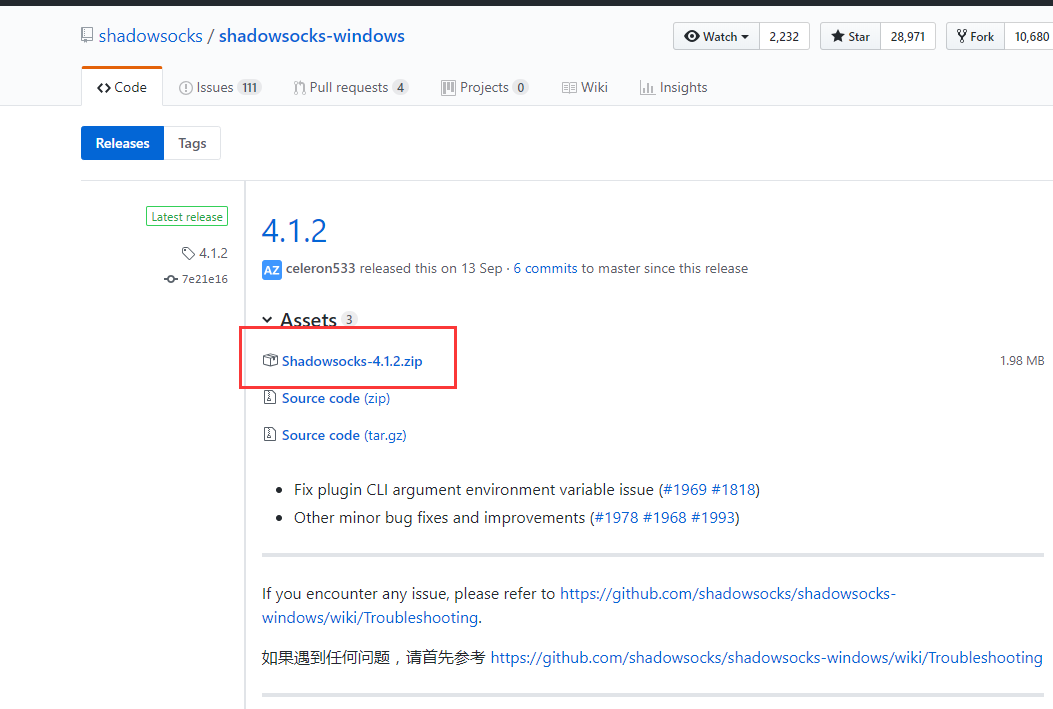 shadowsocks / shadowsocks-windows
Watch 2,232 Star 28,971 Fork 10,680
Code Issues 111 Pull requests 4 Projects 0 Wiki Insights
Releases Tags
Latest release
4.1.2
7e21e16
4.1.2
AZ celeron533 released this on 13 Sep · 6 commits to master since this release
Assets 3
Shadowsocks-4.1.2.zip 1.98 MB
Source code (zip)
Source code (tar.gz)
• Fix plugin CLI argument environment variable issue (#1969 #1818)
• Other minor bug fixes and improvements (#1978 #1968 #1993)
If you encounter any issue, please refer to https://github.com/shadowsocks/shadowsocks-
windows/wiki/Troubleshooting.
如果遇到任何问题，请首先参考 https://github.com/shadowsocks/shadowsocks-windows/wiki/Troubleshooting